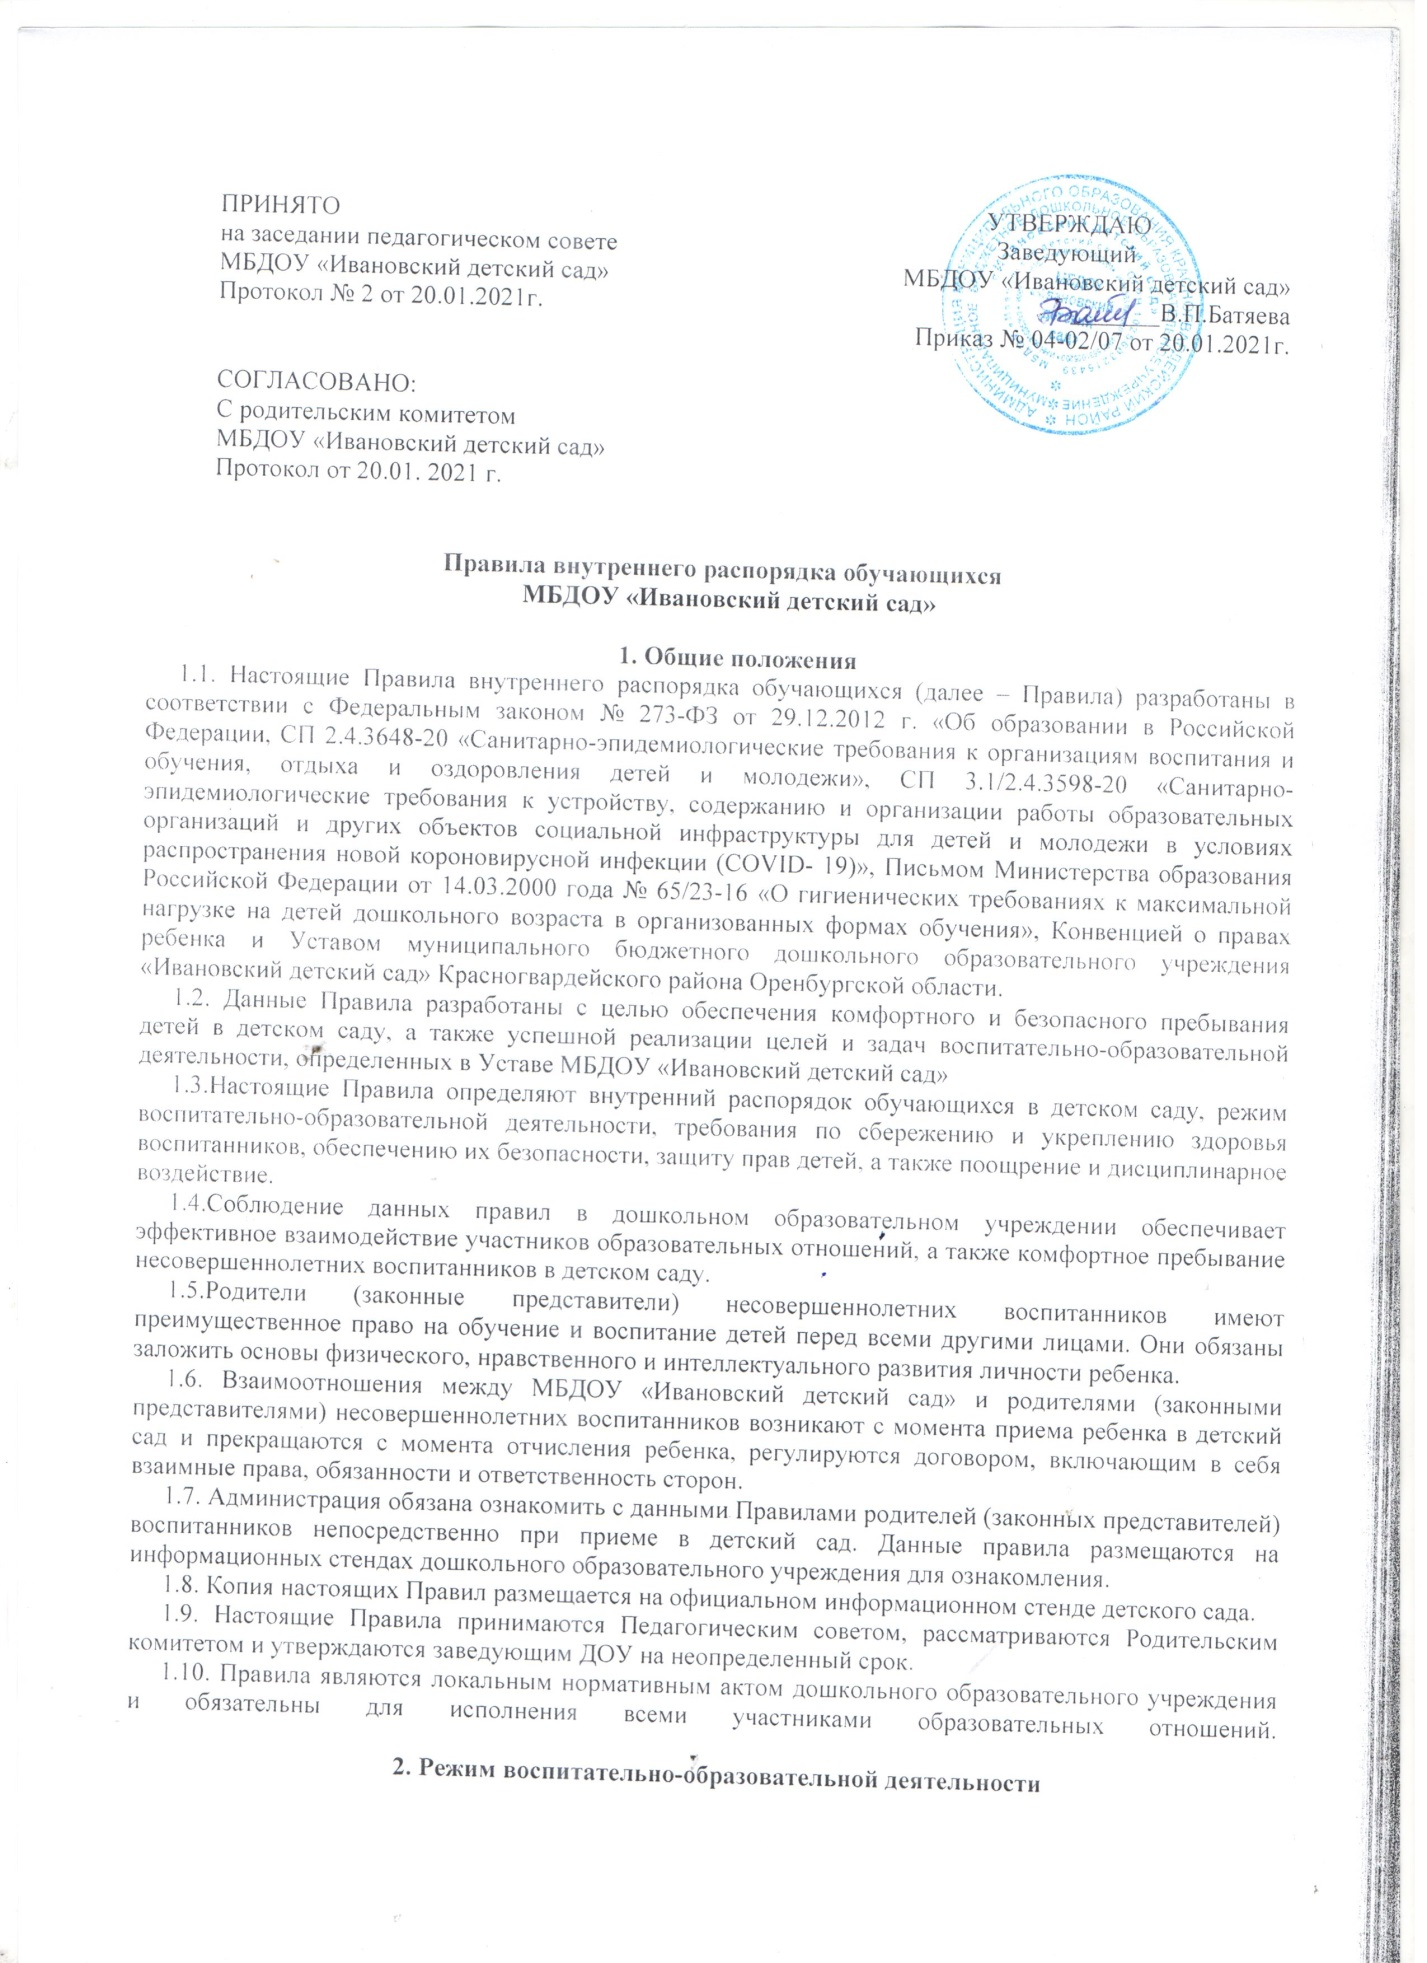 ПРИНЯТО
на заседании педагогическом совете
МБДОУ «Ивановский детский сад»
Протокол № 2 от 20.01.2021г.
УТВЕРЖДАЮ
Заведующий
МБДОУ «Ивановский детский сад»
В.П.Батяева
Приказ № 04-02/07 от 20.01.2021г.
СОГЛАСОВАНО:
С родительским комитетом
МБДОУ «Ивановский детский сад»
Протокол от 20.01. 2021 г.
Правила внутреннего распорядка обучающихся
МБДОУ «Ивановский детский сад»
1. Общие положения
1.1. Настоящие Правила внутреннего распорядка обучающихся (далее – Правила) разработаны в
соответствии с Федеральным законом № 273-ФЗ от 29.12.2012 г. «Об образовании в Российской
Федерации, СП 2.4.3648-20 «Санитарно-эпидемиологические требования к организациям воспитания и
обучения, отдыха и оздоровления детей и молодежи», СП 3.1/2.4.3598-20 «Санитарно-
эпидемиологические требования к устройству, содержанию и организации работы образовательных
организаций и других объектов социальной инфраструктуры для детей и молодежи в условиях
распространения новой короновирусной инфекции (COVID- 19)», Письмом Министерства образования
Российской Федерации от 14.03.2000 года № 65/23-16 «О гигиенических требованиях к максимальной
нагрузке на детей дошкольного возраста в организованных формах обучения», Конвенцией о правах
ребенка и Уставом муниципального бюджетного дошкольного образовательного учреждения
«Ивановский детский сад» Красногвардейского района Оренбургской области.
1.2. Данные Правила разработаны с целью обеспечения комфортного и безопасного пребывания
детей в детском саду, а также успешной реализации целей и задач воспитательно-образовательной
деятельности, определенных в Уставе МБДОУ «Ивановский детский сад»
1.3.Настоящие Правила определяют внутренний распорядок обучающихся в детском саду, режим
воспитательно-образовательной деятельности, требования по сбережению и укреплению здоровья
воспитанников, обеспечению их безопасности, защиту прав детей, а также поощрение и дисциплинарное
воздействие.
1.4.Соблюдение данных правил в дошкольном образовательном учреждении обеспечивает
эффективное взаимодействие участников образовательных отношений, а также комфортное пребывание
несовершеннолетних воспитанников в детском саду.
1.5.Родители (законные представители) несовершеннолетних воспитанников имеют
преимущественное право на обучение и воспитание детей перед всеми другими лицами. Они обязаны
заложить основы физического, нравственного и интеллектуального развития личности ребенка.
1.6. Взаимоотношения между МБДОУ «Ивановский детский сад» и родителями (законными
представителями) несовершеннолетних воспитанников возникают с момента приема ребенка в детский
сад и прекращаются с момента отчисления ребенка, регулируются договором, включающим в себя
взаимные права, обязанности и ответственность сторон.
1.7. Администрация обязана ознакомить с данными Правилами родителей (законных представителей)
воспитанников непосредственно при приеме в детский сад. Данные правила размещаются на
информационных стендах дошкольного образовательного учреждения для ознакомления.
1.8. Копия настоящих Правил размещается на официальном информационном стенде детского сада.
1.9. Настоящие Правила принимаются Педагогическим советом, рассматриваются Родительским
комитетом и утверждаются заведующим ДОУ на неопределенный срок.
1.10. Правила являются локальным нормативным актом дошкольного образовательного учреждения
и обязательны для исполнения всеми участниками образовательных отношений.
2. Режим воспитательно-образовательной деятельности